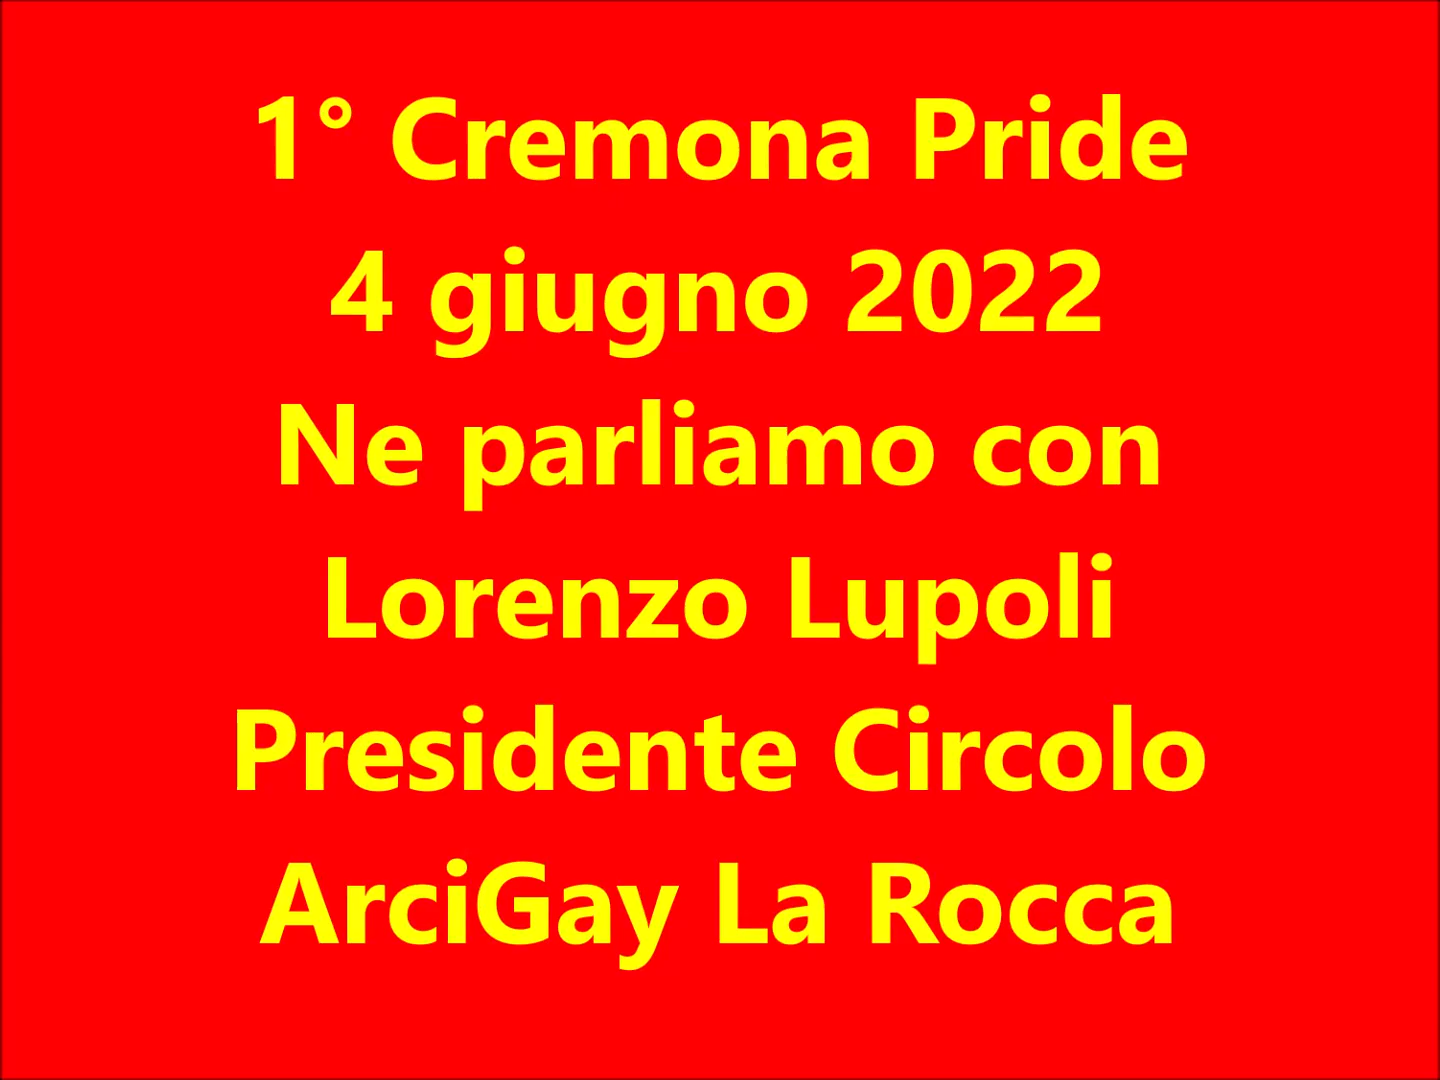 1° Cremona Pride
4 giugno 2022
Ne parliamo con
Lorenzo Lupoli
Presidente Circolo
ArciGay La Rocca